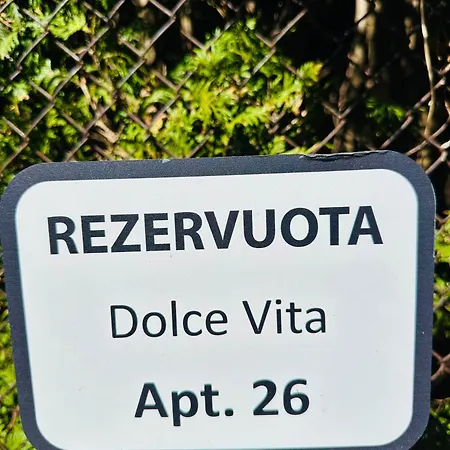 REZERVUOTA
Dolce Vita
Apt. 26